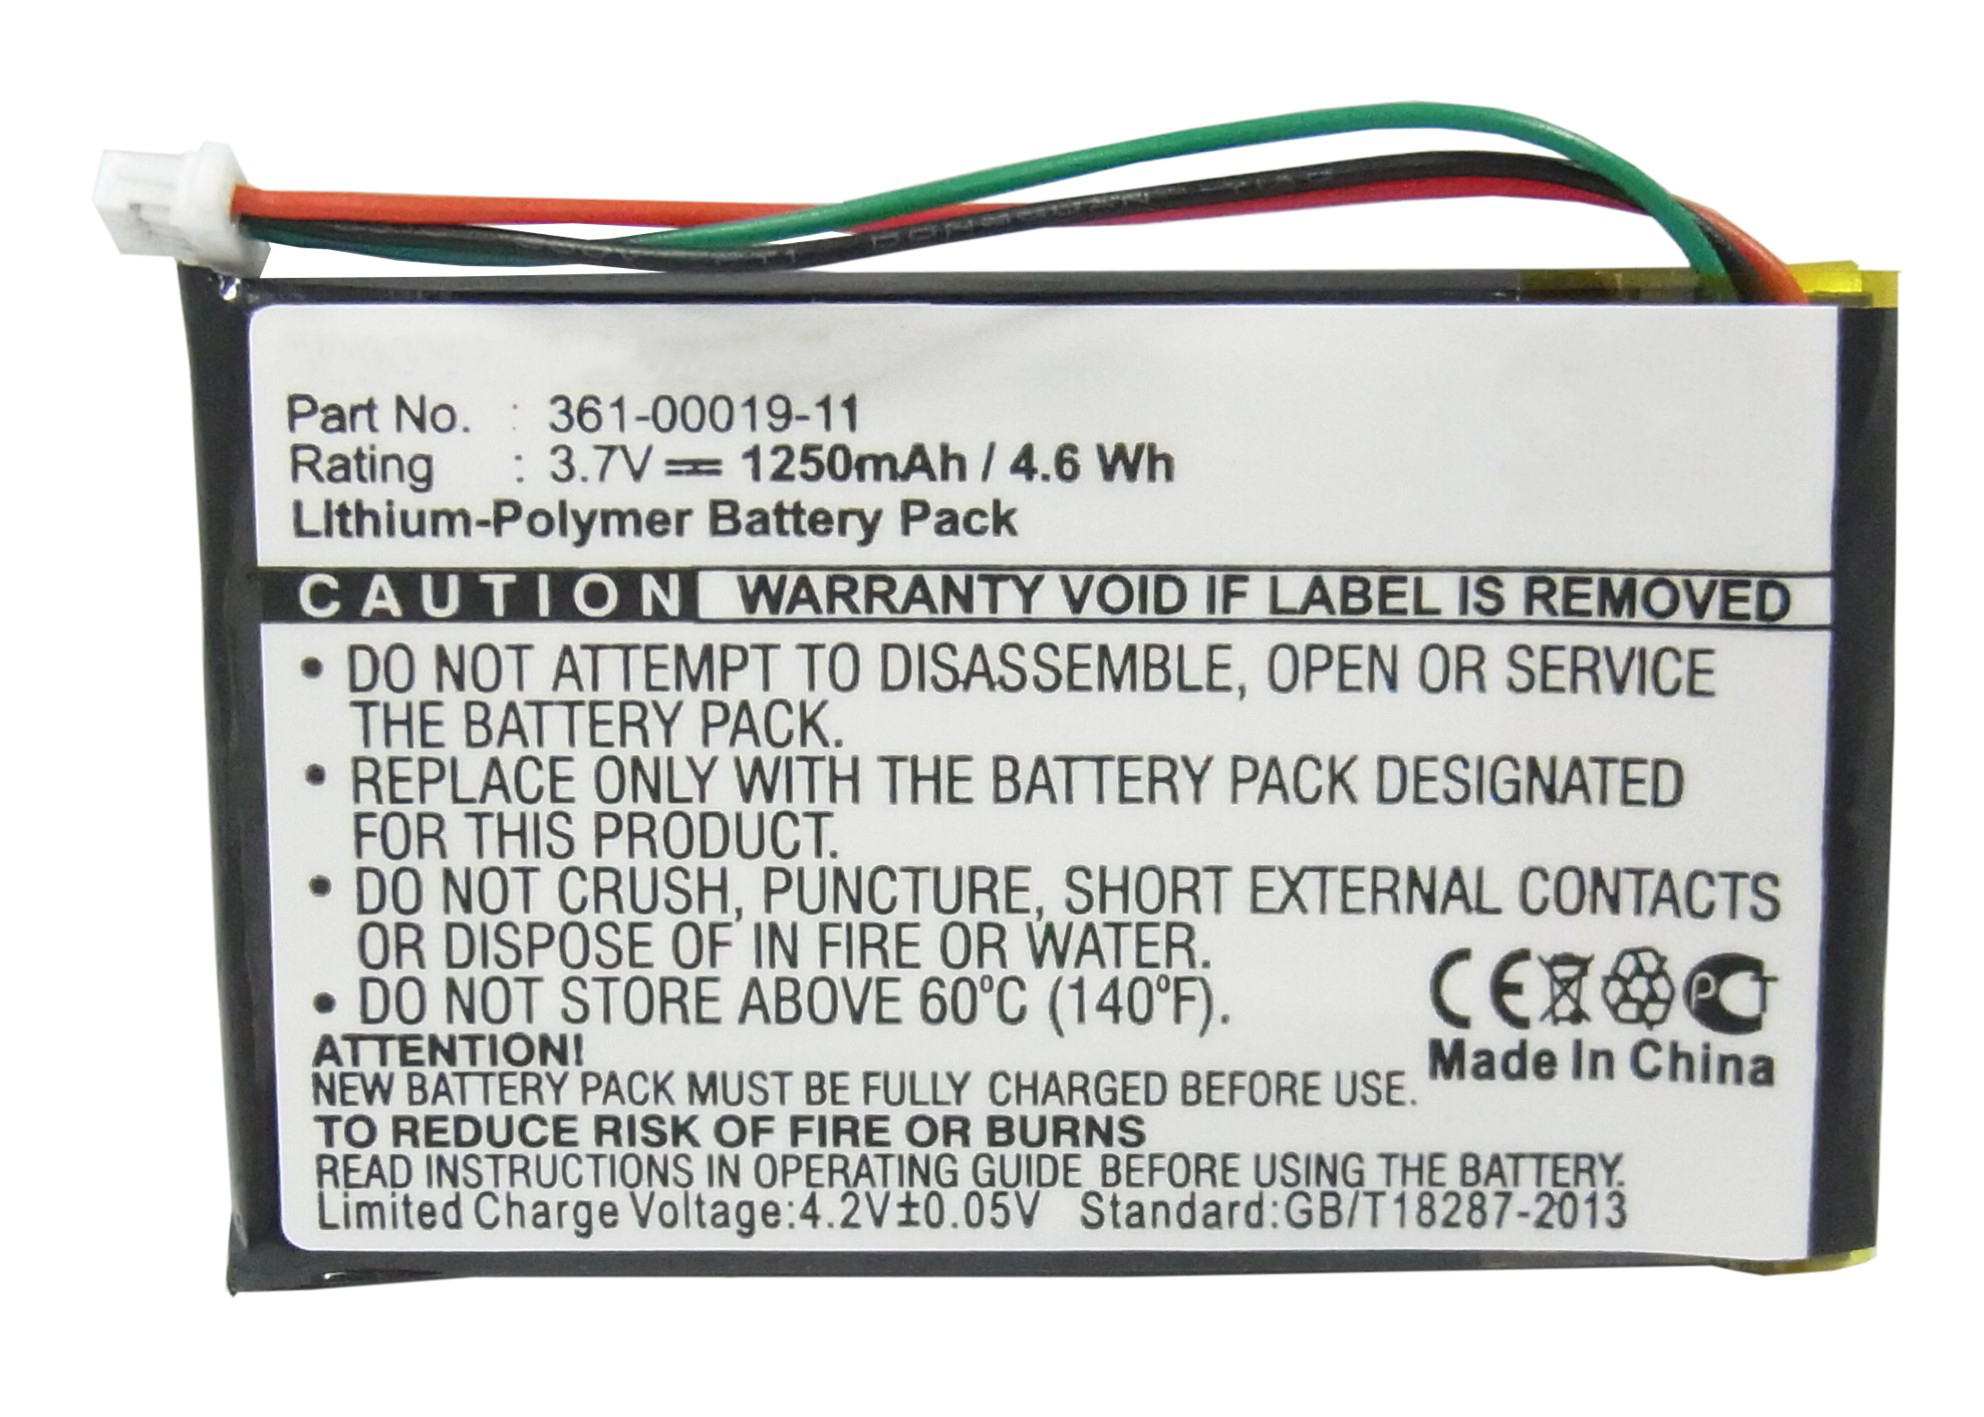 Part No. : 361-00019-11
Rating : 3.7V ⎓ 1250mAh / 4.6 Wh
Lithium-Polymer Battery Pack
CAUTION WARRANTY VOID IF LABEL IS REMOVED
• DO NOT ATTEMPT TO DISASSEMBLE, OPEN OR SERVICE
THE BATTERY PACK.
• REPLACE ONLY WITH THE BATTERY PACK DESIGNATED
FOR THIS PRODUCT.
• DO NOT CRUSH, PUNCTURE, SHORT EXTERNAL CONTACTS
OR DISPOSE OF IN FIRE OR WATER.
• DO NOT STORE ABOVE 60°C (140°F).
CE PCT
Made In China
ATTENTION!
NEW BATTERY PACK MUST BE FULLY CHARGED BEFORE USE.
TO REDUCE RISK OF FIRE OR BURNS
READ INSTRUCTIONS IN OPERATING GUIDE BEFORE USING THE BATTERY.
Limited Charge Voltage:4.2V±0.05V Standard:GB/T18287-2013